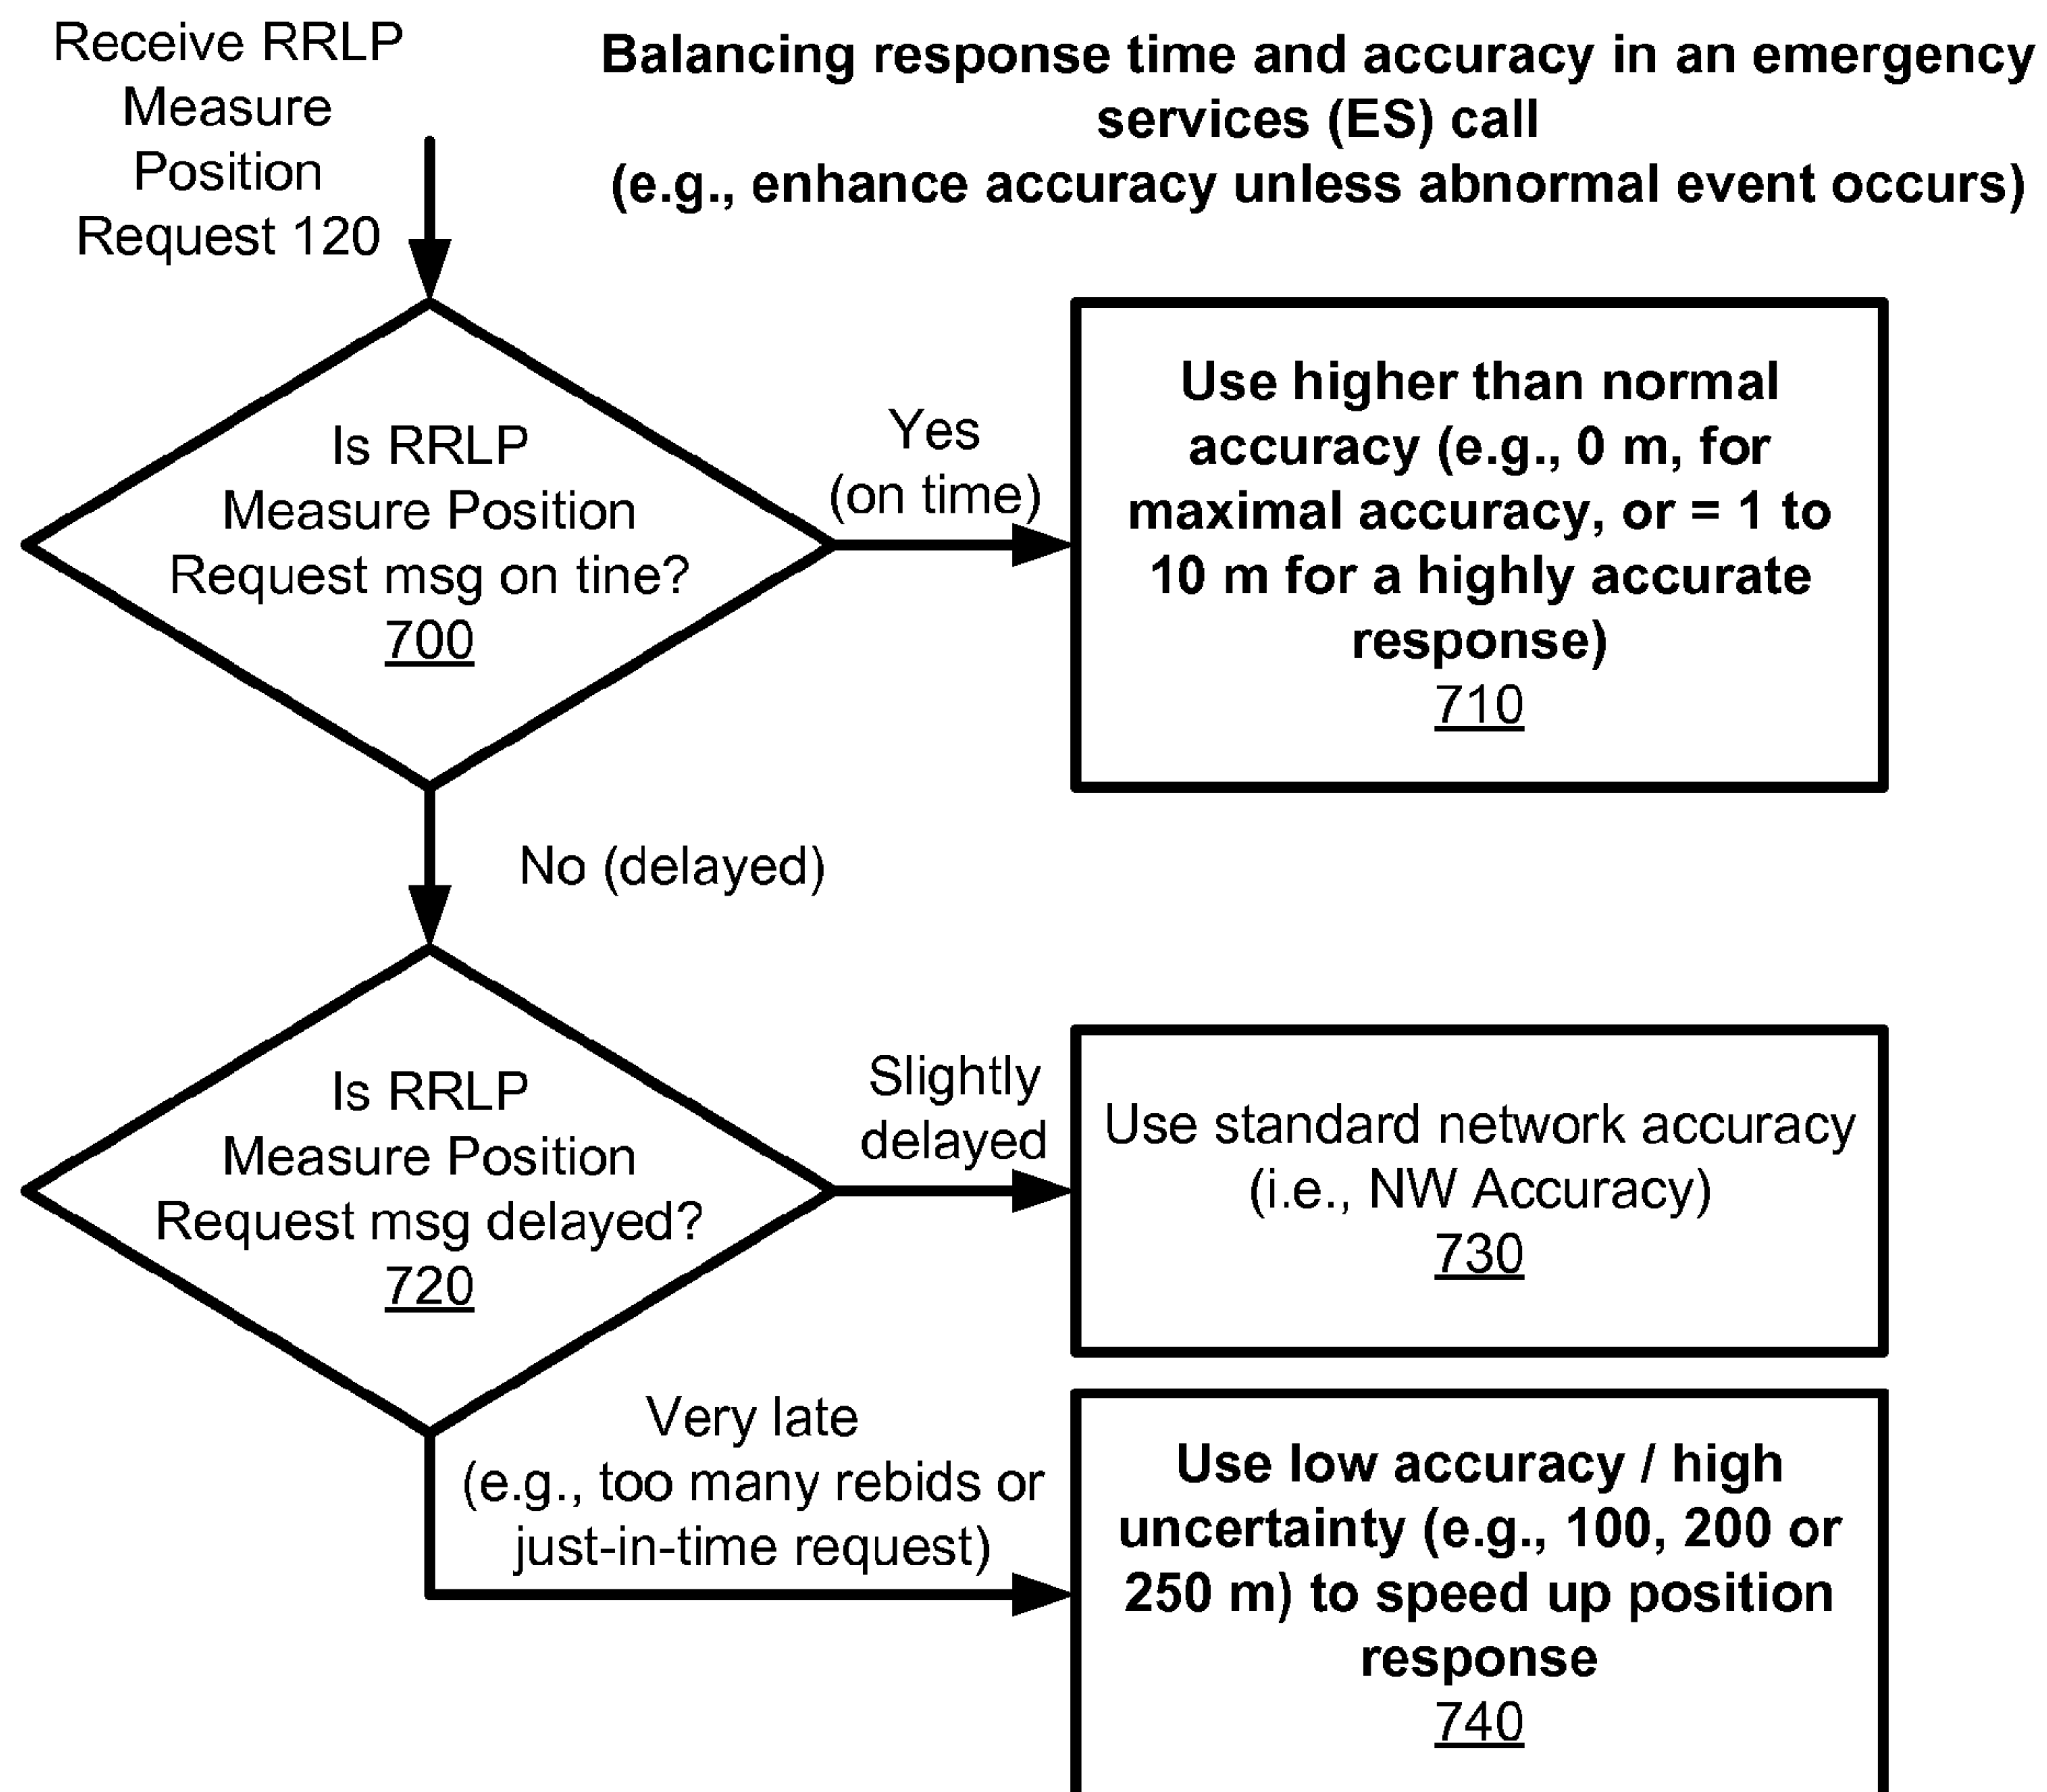 Receive RRLP
Measure
Position
Request 120
Balancing response time and accuracy in an emergency
services (ES) call
(e.g., enhance accuracy unless abnormal event occurs)
Is RRLP
Measure Position
Request msg on tine?
700
Yes
(on time)
Use higher than normal
accuracy (e.g., 0 m, for
maximal accuracy, or = 1 to
10 m for a highly accurate
response)
710
No (delayed)
Is RRLP
Measure Position
Request msg delayed?
720
Slightly
delayed
Use standard network accuracy
(i.e., NW Accuracy)
730
Very late
(e.g., too many rebids or
just-in-time request)
Use low accuracy / high
uncertainty (e.g., 100, 200 or
250 m) to speed up position
response
740